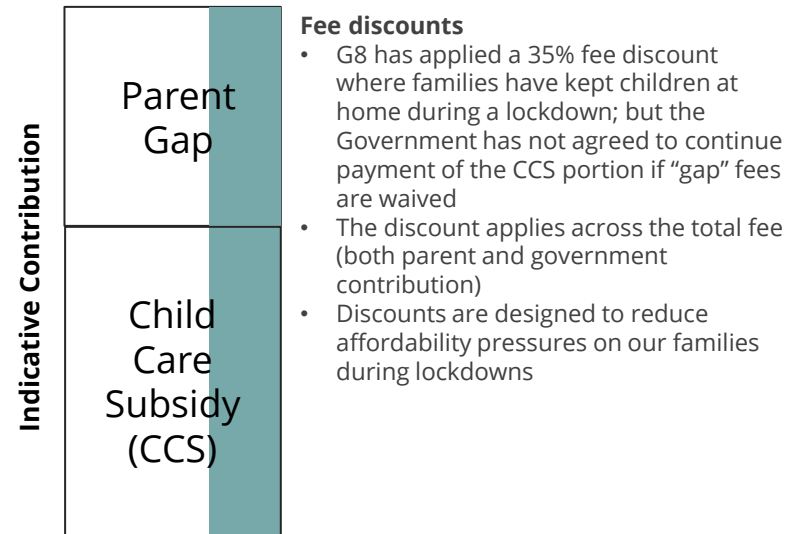 Indicative Contribution
Parent
Gap
Child
Care
Subsidy
(CCS)
Fee discounts
• G8 has applied a 35% fee discount
where families have kept children at
home during a lockdown; but the
Government has not agreed to continue
payment of the CCS portion if “gap” fees
are waived
• The discount applies across the total fee
(both parent and government
contribution)
• Discounts are designed to reduce
affordability pressures on our families
during lockdowns